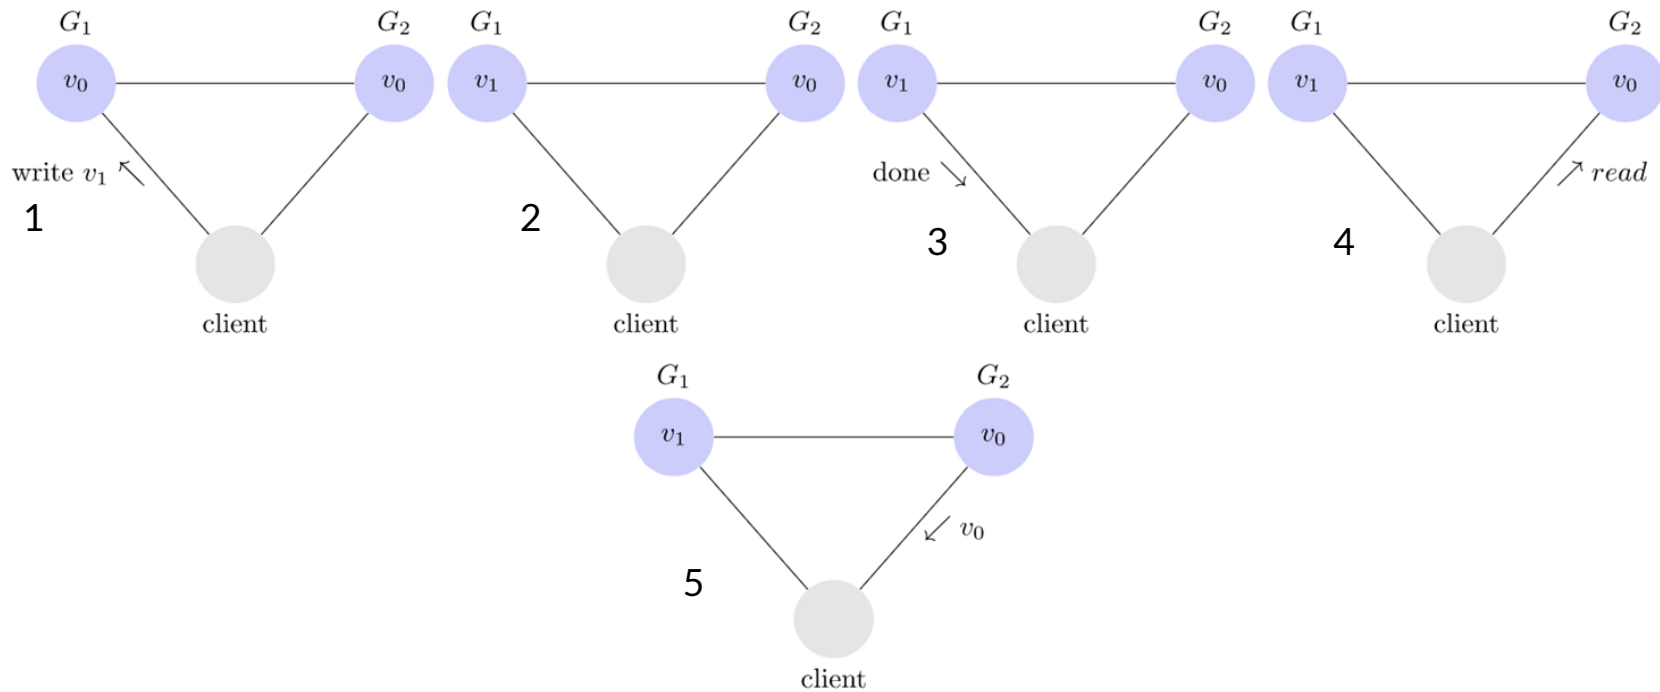 G₁ G₂ G₁ G₂ G₁ G₂ G₁ G₂
v₀ v₀ v₁ v₀ v₁ v₀ v₁ v₀
write v₁ done read
1 2 3 4
client client client client
G₁ G₂
v₁ v₀
v₀
5
client